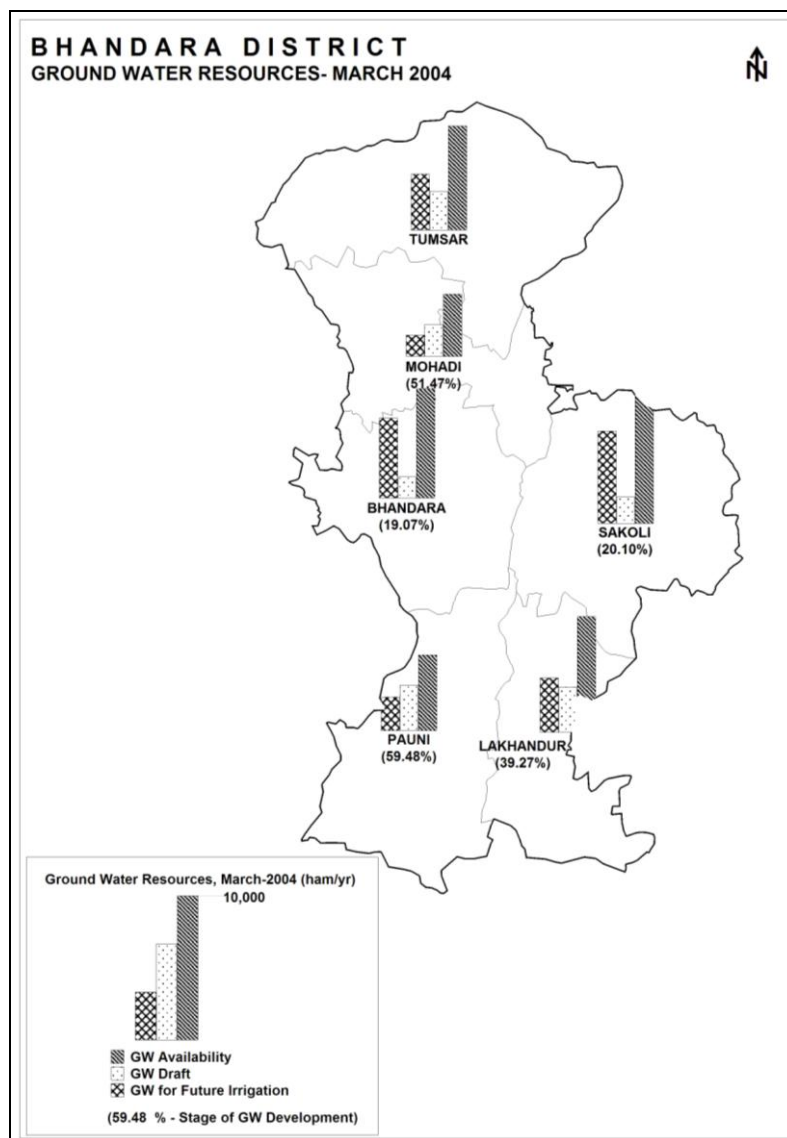 BHANDARA DISTRICT
GROUND WATER RESOURCES- MARCH 2004
N
TUMSAR
MOHADI
(51.47%)
BHANDARA
(19.07%)
SAKOLI
(20.10%)
PAUNI
(59.48%)
LAKHANDUR
(39.27%)
Ground Water Resources, March-2004 (ham/yr)
10,000
GW Availability
GW Draft
GW for Future Irrigation
(59.48 % - Stage of GW Development)